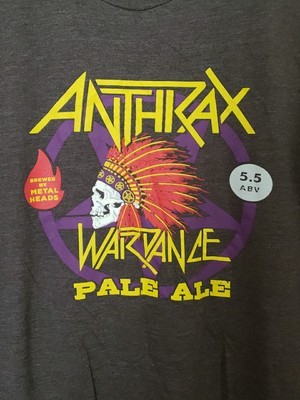 ANTHRAX
BREWED
BY
METAL
HEADS
5.5
ABV
WARDANCE
PALE ALE